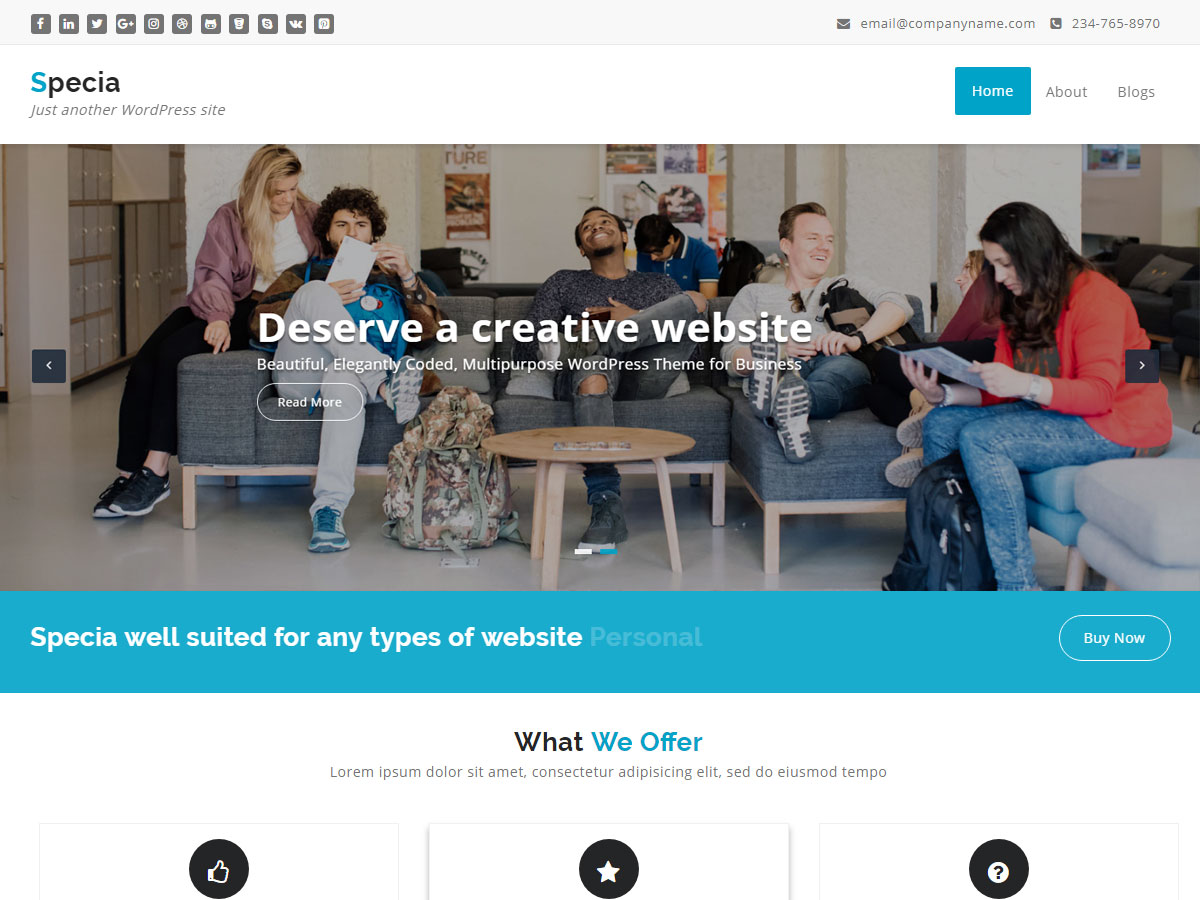 email@companyname.com 234-765-8970
Specia
Just another WordPress site
Home About Blogs
TURE
Deserve a creative website
Beautiful, Elegantly Coded, Multipurpose WordPress Theme for Business
Read More
Specia well suited for any types of website Personal
Buy Now
What We Offer
Lorem ipsum dolor sit amet, consectetur adipisicing elit, sed do eiusmod tempo